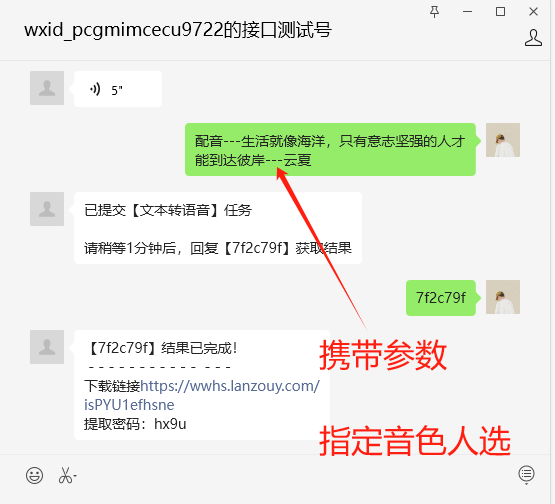 wxid_pcgmimcecu9722的接口测试号
5"
配音---生活就像海洋，只有意志坚强的人才
能到达彼岸---云夏
已提交【文本转语音】任务
请稍等1分钟后，回复【7f2c79f】获取结果
7f2c79f
【7f2c79f】结果已完成！
- - - - - - - - - - - - - - -
下载链接https://wwhs.lanzouy.com/
isPYU1efhsne
提取密码：hx9u
携带参数
指定音色人选